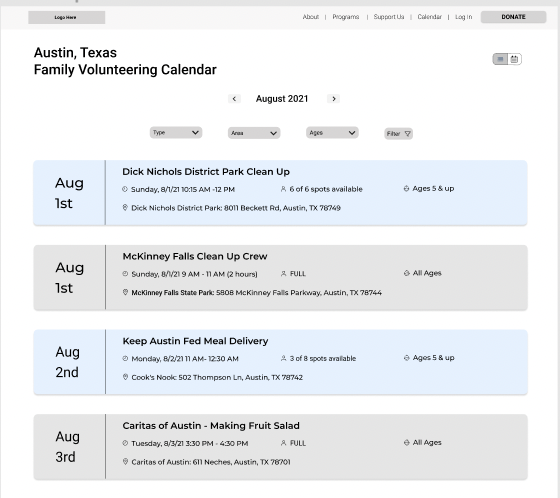 Logo Here
About | Programs | Support Us | Calendar | Log In
DONATE
Austin, Texas
Family Volunteering Calendar
August 2021
Type
Area
Ages
Filter
Aug
1st
Dick Nichols District Park Clean Up
Sunday, 8/1/21 10:15 AM -12 PM
6 of 6 spots available
Ages 5 & up
Dick Nichols District Park: 8011 Beckett Rd, Austin, TX 78749
Aug
1st
McKinney Falls Clean Up Crew
Sunday, 8/1/21 9 AM - 11 AM (2 hours)
FULL
All Ages
McKinney Falls State Park: 5808 McKinney Falls Parkway, Austin, TX 78744
Aug
2nd
Keep Austin Fed Meal Delivery
Monday, 8/2/21 11 AM- 12:30 AM
3 of 8 spots available
Ages 5 & up
Cook's Nook: 502 Thompson Ln, Austin, TX 78742
Aug
3rd
Caritas of Austin - Making Fruit Salad
Tuesday, 8/3/21 3:30 PM - 4:30 PM
FULL
All Ages
Caritas of Austin: 611 Neches, Austin, TX 78701